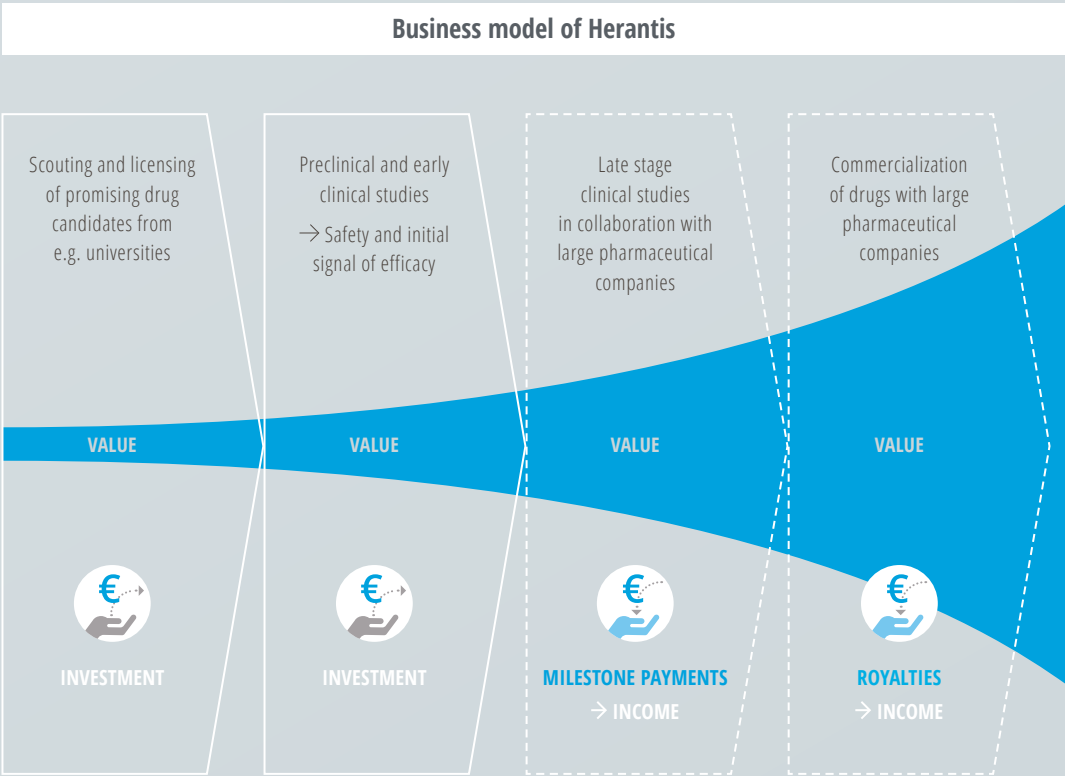 Business model of Herantis
Scouting and licensing
of promising drug
candidates from
e.g. universities
Preclinical and early
clinical studies
→ Safety and initial
signal of efficacy
Late stage
clinical studies
in collaboration with
large pharmaceutical
companies
Commercialization
of drugs with large
pharmaceutical
companies
VALUE
VALUE
VALUE
VALUE
€
€
€
€
INVESTMENT
INVESTMENT
MILESTONE PAYMENTS
→ INCOME
ROYALTIES
→ INCOME